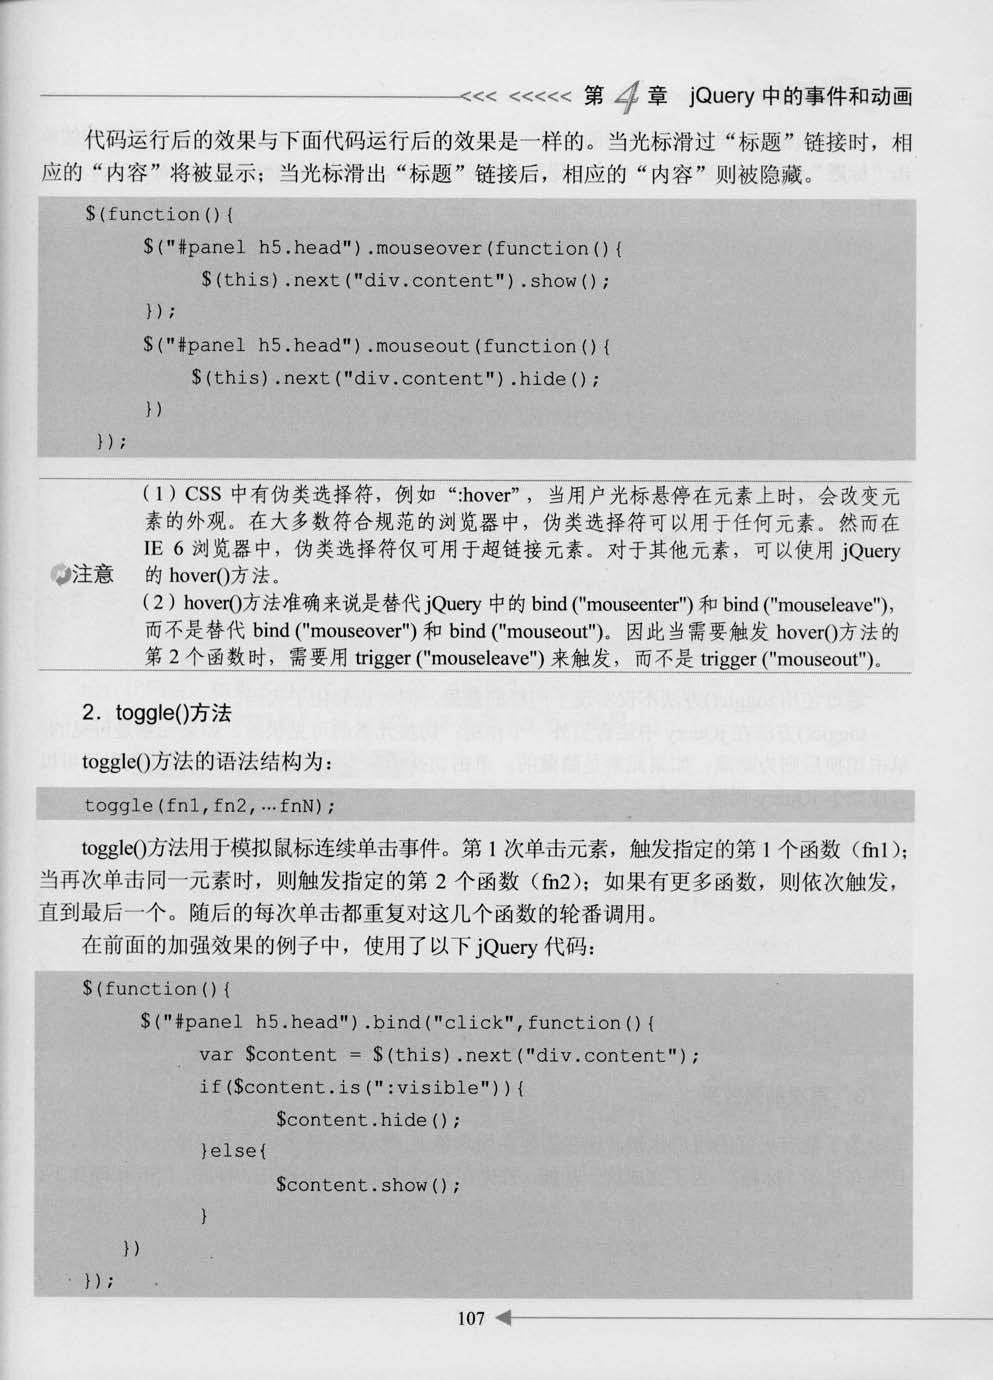 <<< <<<<< 第 4 章 jQuery 中的事件和动画
代码运行后的效果与下面代码运行后的效果是一样的。当光标滑过“标题”链接时，相
应的“内容”将被显示；当光标滑出“标题”链接后，相应的“内容”则被隐藏。
$(function(){
$("#panel h5.head").mouseover(function(){
$(this).next("div.content").show();
});
$("#panel h5.head").mouseout(function(){
$(this).next("div.content").hide();
})
});
（1）CSS 中有伪类选择符，例如“:hover”，当用户光标悬停在元素上时，会改变元
素的外观。在大多数符合规范的浏览器中，伪类选择符可以用于任何元素。然而在
IE 6 浏览器中，伪类选择符仅可用于超链接元素。对于其他元素，可以使用 jQuery
注意 的 hover()方法。
（2）hover()方法准确来说是替代 jQuery 中的 bind ("mouseenter") 和 bind ("mouseleave")，
而不是替代 bind ("mouseover") 和 bind ("mouseout")。因此当需要触发 hover()方法的
第 2 个函数时，需要用 trigger ("mouseleave") 来触发，而不是 trigger ("mouseout")。
2．toggle()方法
toggle()方法的语法结构为：
toggle(fn1,fn2,…fnN);
toggle()方法用于模拟鼠标连续单击事件。第 1 次单击元素，触发指定的第 1 个函数（fn1）；
当再次单击同一元素时，则触发指定的第 2 个函数（fn2）；如果有更多函数，则依次触发，
直到最后一个。随后的每次单击都重复对这几个函数的轮番调用。
在前面的加强效果的例子中，使用了以下 jQuery 代码：
$(function(){
$("#panel h5.head").bind("click",function(){
var $content = $(this).next("div.content");
if($content.is(":visible")){
$content.hide();
}else{
$content.show();
}
})
});
107